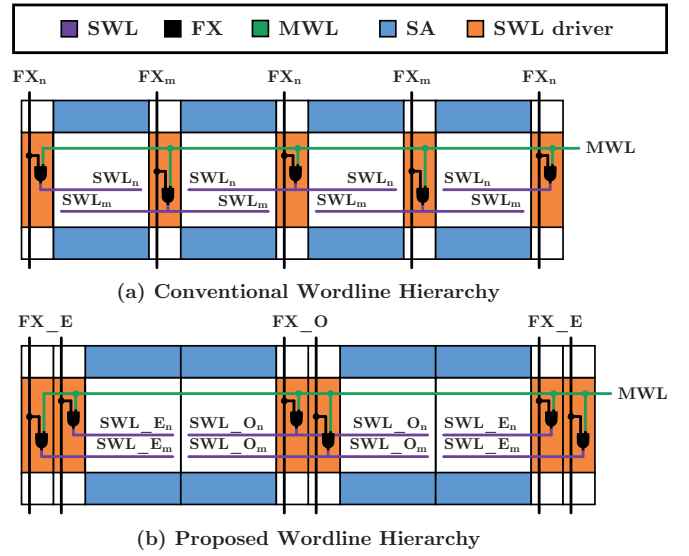 SWL FX MWL SA SWL driver
FXₙ FXₘ FXₙ FXₘ FXₙ
MWL
SWLₙ SWLₙ SWLₙ SWLₙ
SWLₘ SWLₘ SWLₘ SWLₘ
(a) Conventional Wordline Hierarchy
FX_E FX_O FX_E
MWL
SWL_Eₙ SWL_Oₙ SWL_Oₙ SWL_Eₙ
SWL_Eₘ SWL_Oₘ SWL_Oₘ SWL_Eₘ
(b) Proposed Wordline Hierarchy